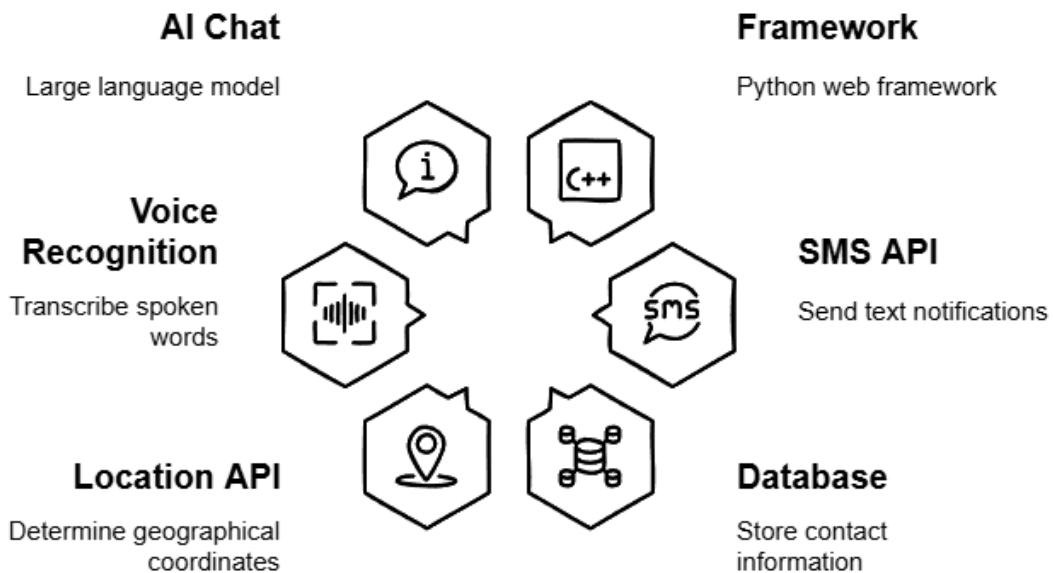 AI Chat
Large language model
Framework
Python web framework
i
C++
Voice
Recognition
Transcribe spoken
words
SMS API
Send text notifications
sms
Location API
Determine geographical
coordinates
Database
Store contact
information